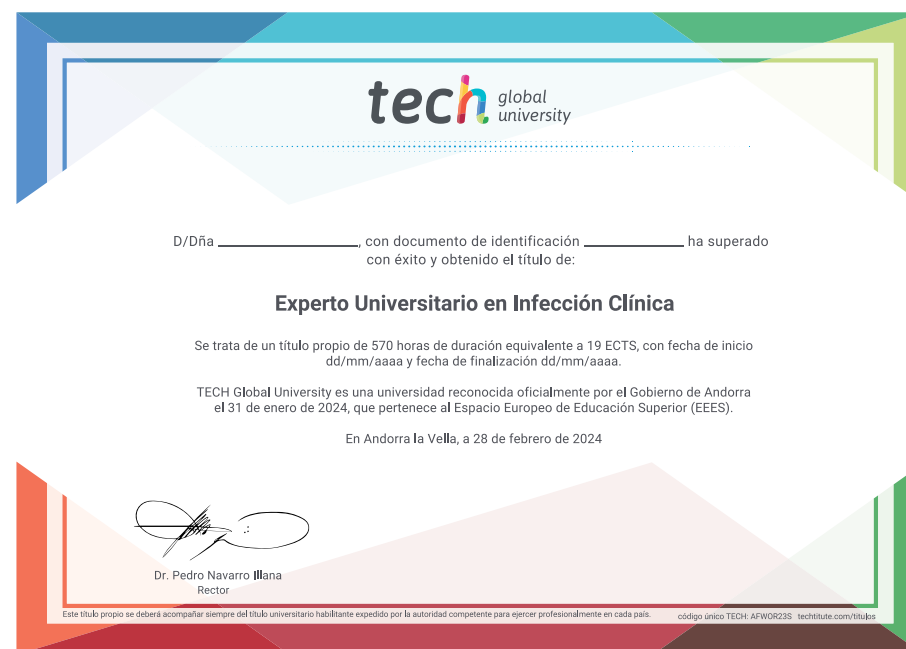 tech global
university
D/Dña ______________, con documento de identificación __________ ha superado
con éxito y obtenido el título de:
Experto Universitario en Infección Clínica
Se trata de un título propio de 570 horas de duración equivalente a 19 ECTS, con fecha de inicio
dd/mm/aaaa y fecha de finalización dd/mm/aaaa.
TECH Global University es una universidad reconocida oficialmente por el Gobierno de Andorra
el 31 de enero de 2024, que pertenece al Espacio Europeo de Educación Superior (EEES).
En Andorra la Vella, a 28 de febrero de 2024
Dr. Pedro Navarro Illana
Rector
Este título propio se deberá acompañar siempre del título universitario habilitante expedido por la autoridad competente para ejercer profesionalmente en cada país.
código único TECH: AFWOR23S techtitute.com/titulos